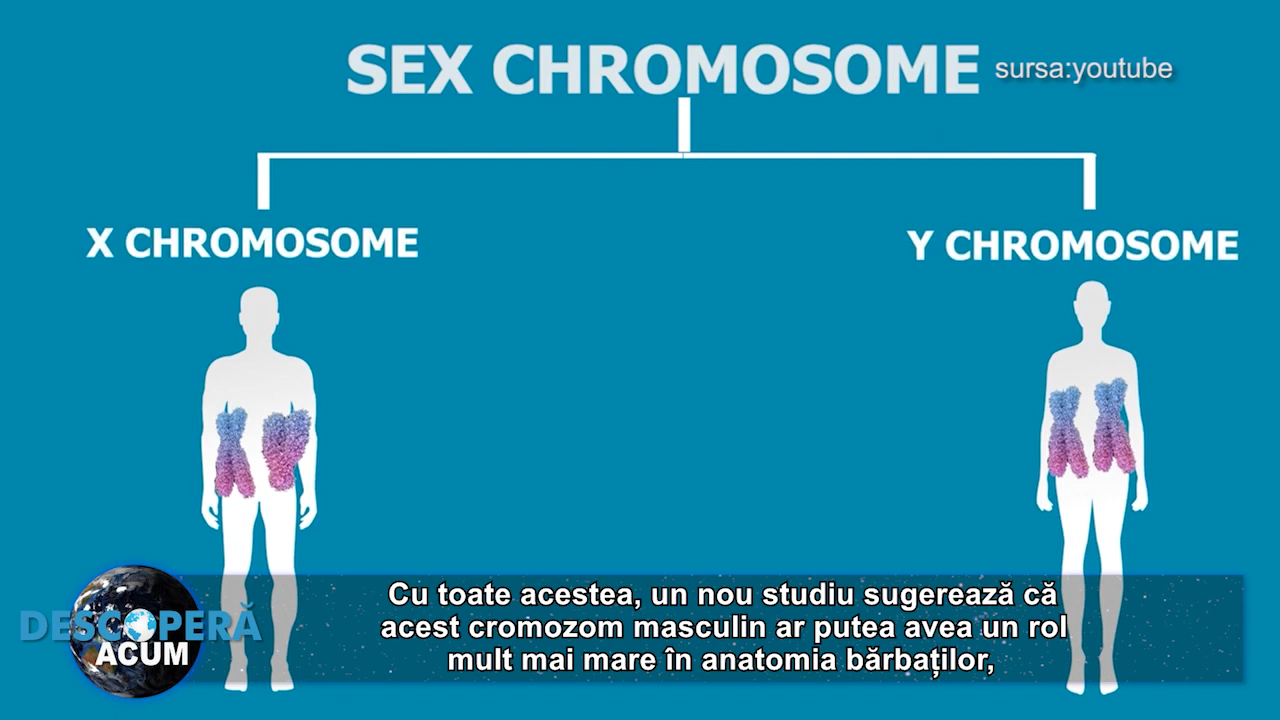 SEX CHROMOSOME
sursa:youtube
X CHROMOSOME
Y CHROMOSOME
DESCOPERĂ
ACUM
Cu toate acestea, un nou studiu sugerează că
acest cromozom masculin ar putea avea un rol
mult mai mare în anatomia bărbaților,